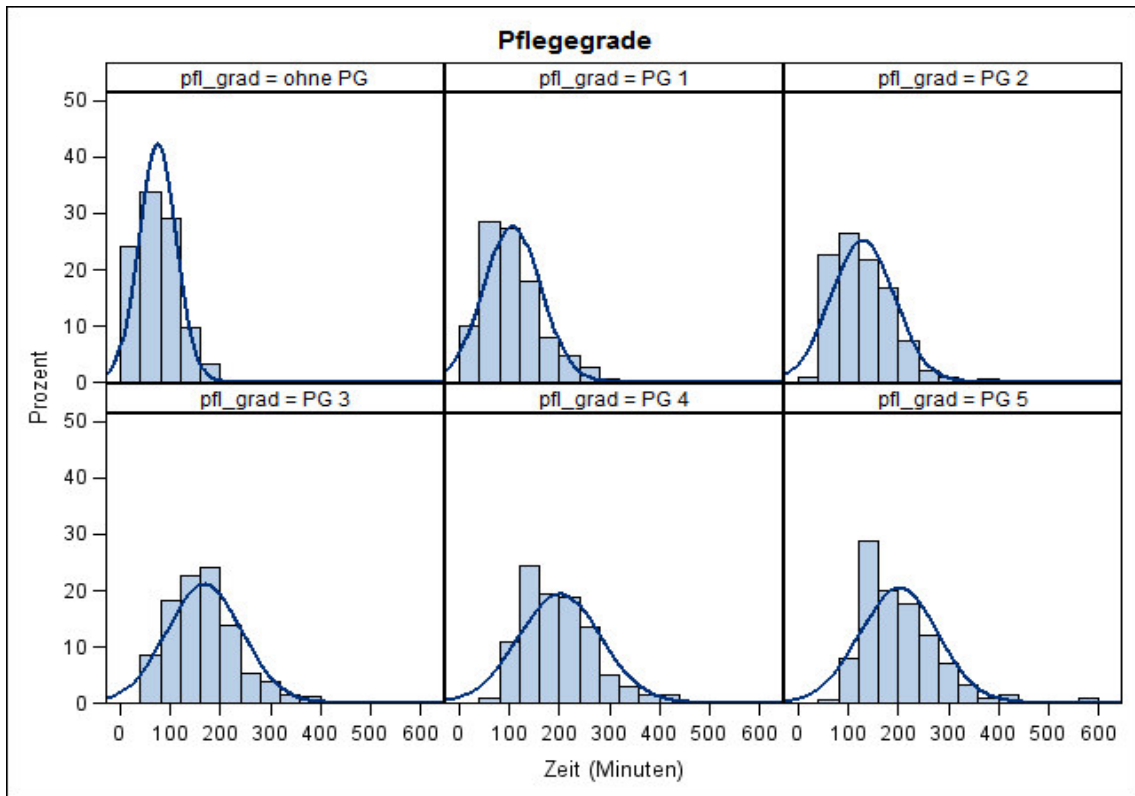 Pflegegrade
pfl_grad = ohne PG
pfl_grad = PG 1
pfl_grad = PG 2
50
40
30
20
10
0
Prozent
pfl_grad = PG 3
pfl_grad = PG 4
pfl_grad = PG 5
50
40
30
20
10
0
0 100 200 300 400 500 600
0 100 200 300 400 500 600
0 100 200 300 400 500 600
Zeit (Minuten)